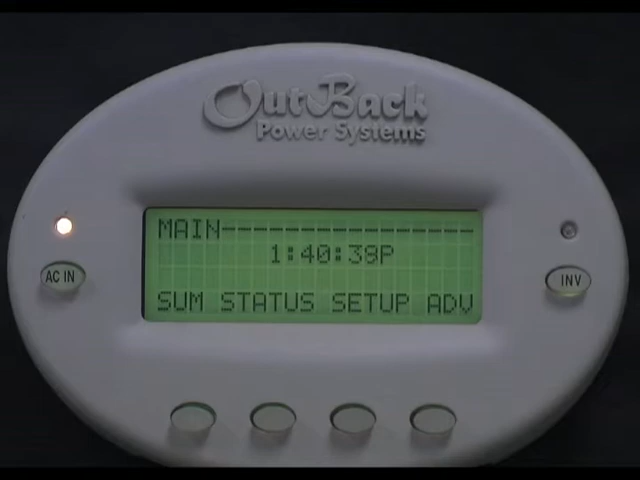 OutBack
Power Systems
MAIN--------------------
1:40:39P
SUM STATUS SETUP ADV
AC IN
INV